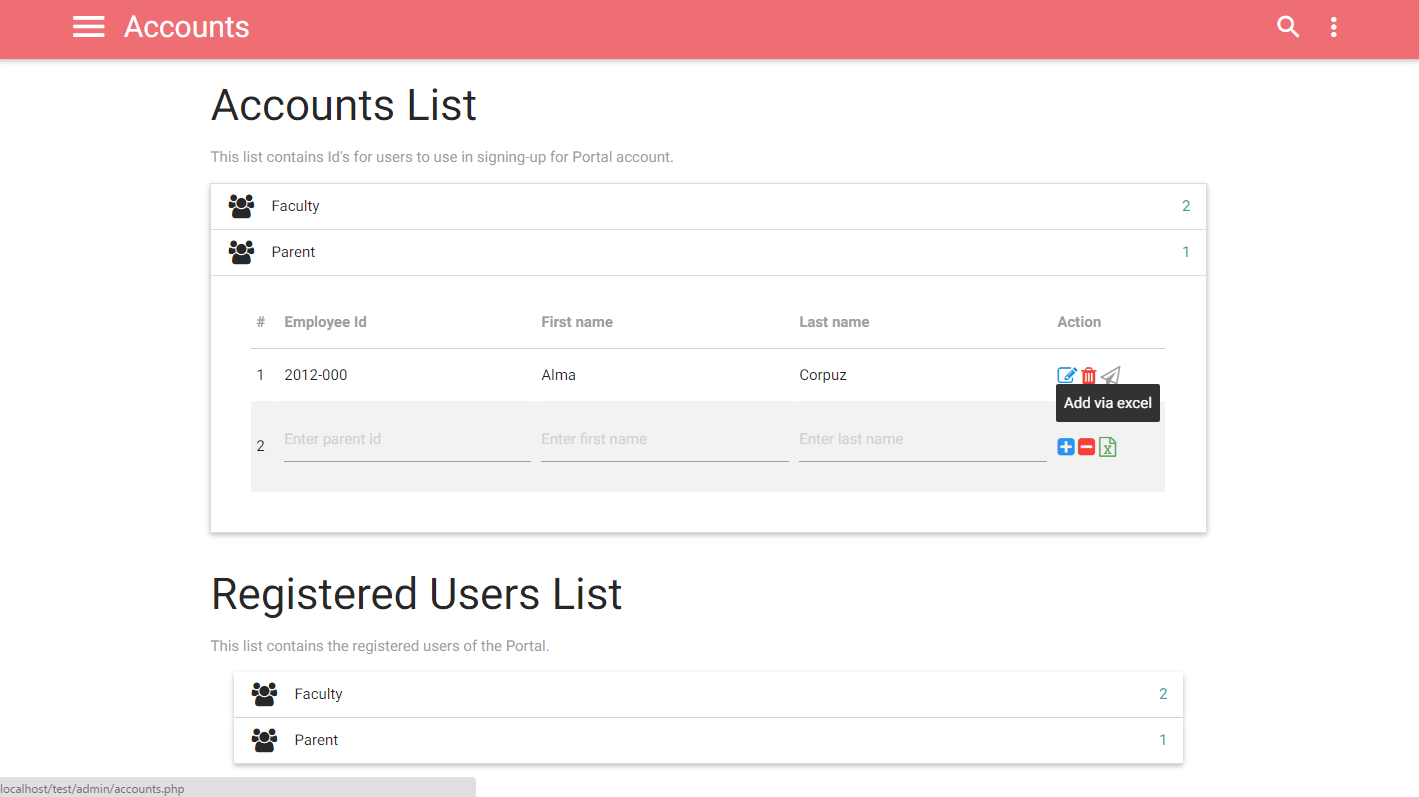 Accounts
Accounts List
This list contains Id's for users to use in signing-up for Portal account.
Faculty 2
Parent 1
# Employee Id First name Last name Action
1 2012-000 Alma Corpuz
Add via excel
2 Enter parent id Enter first name Enter last name
Registered Users List
This list contains the registered users of the Portal.
Faculty 2
Parent 1
localhost/test/admin/accounts.php